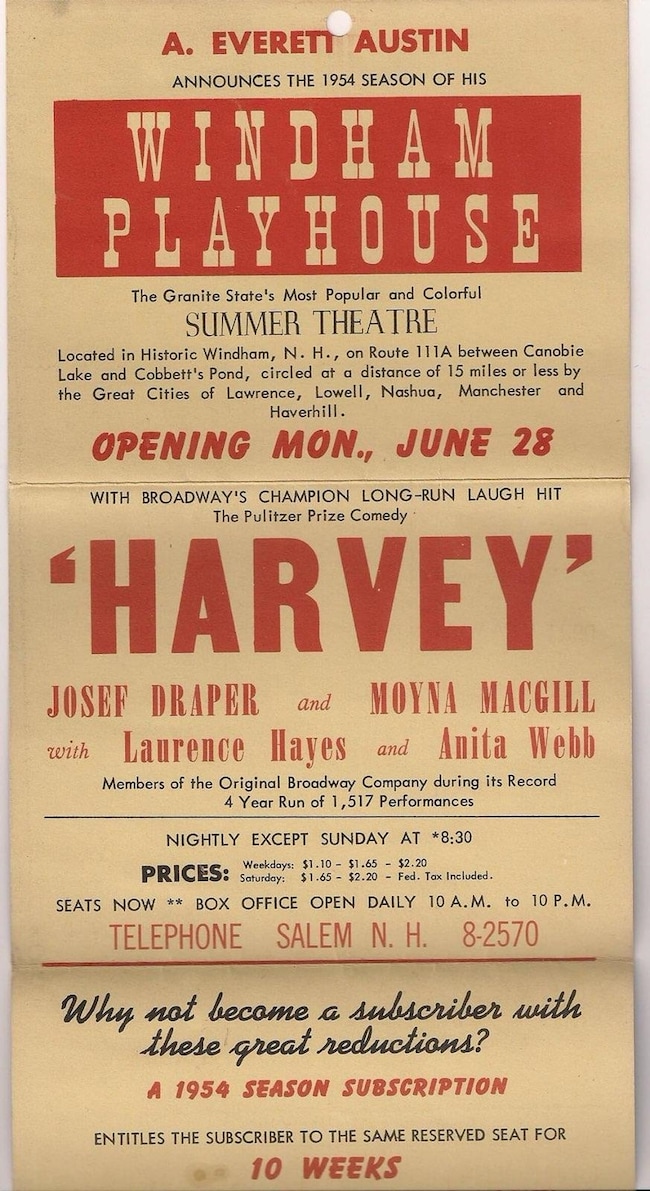 A. EVERETT AUSTIN
ANNOUNCES THE 1954 SEASON OF HIS
WINDHAM
PLAYHOUSE
The Granite State's Most Popular and Colorful
SUMMER THEATRE
Located in Historic Windham, N. H., on Route 111A between Canobie
Lake and Cobbett's Pond, circled at a distance of 15 miles or less by
the Great Cities of Lawrence, Lowell, Nashua, Manchester and
Haverhill.
OPENING MON., JUNE 28
WITH BROADWAY'S CHAMPION LONG-RUN LAUGH HIT
The Pulitzer Prize Comedy
‘HARVEY’
JOSEF DRAPER and MOYNA MACGILL
with Laurence Hayes and Anita Webb
Members of the Original Broadway Company during its Record
4 Year Run of 1,517 Performances
NIGHTLY EXCEPT SUNDAY AT *8:30
PRICES: Weekdays: $1.10 - $1.65 - $2.20
Saturday: $1.65 - $2.20 - Fed. Tax Included.
SEATS NOW ** BOX OFFICE OPEN DAILY 10 A.M. to 10 P.M.
TELEPHONE SALEM N. H. 8-2570
Why not become a subscriber with
these great reductions?
A 1954 SEASON SUBSCRIPTION
ENTITLES THE SUBSCRIBER TO THE SAME RESERVED SEAT FOR
10 WEEKS